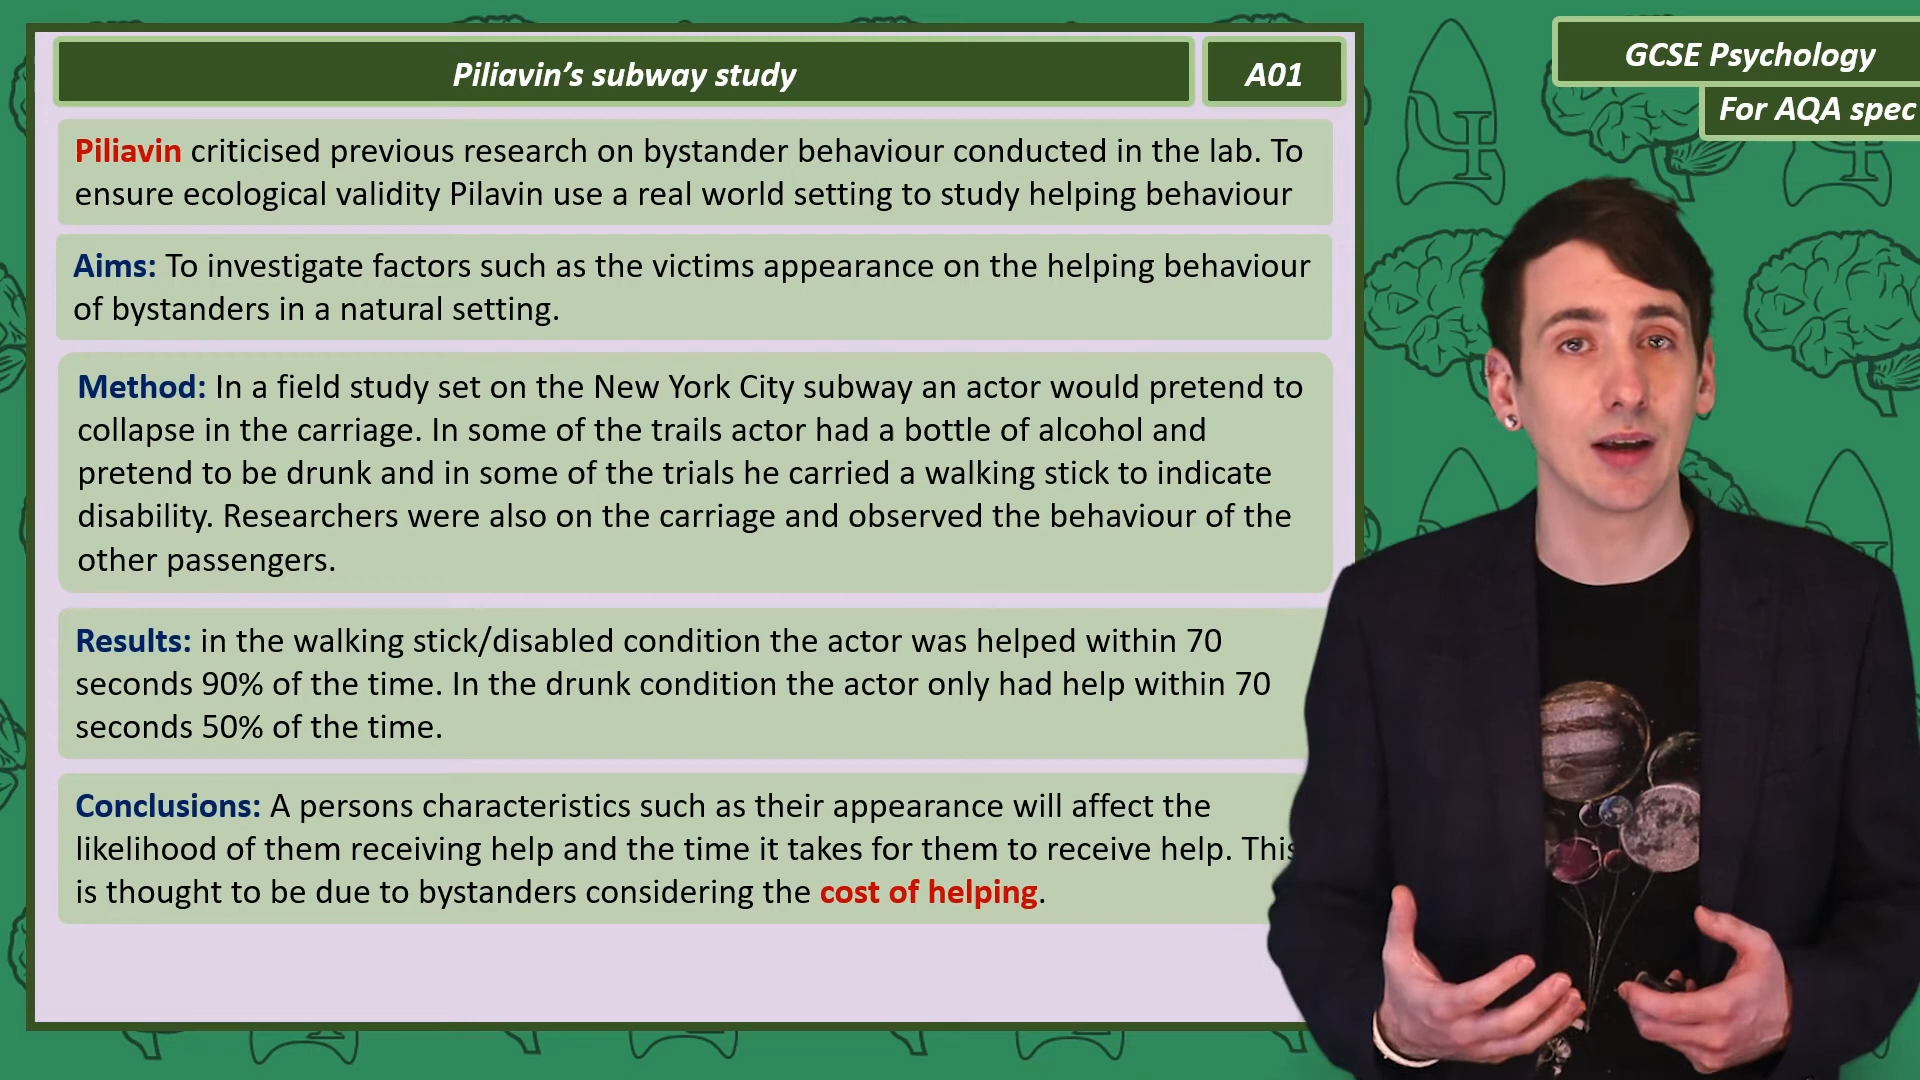 Piliavin's subway study
A01
GCSE Psychology
For AQA spec
Piliavin criticised previous research on bystander behaviour conducted in the lab. To
ensure ecological validity Pilavin use a real world setting to study helping behaviour
Aims: To investigate factors such as the victims appearance on the helping behaviour
of bystanders in a natural setting.
Method: In a field study set on the New York City subway an actor would pretend to
collapse in the carriage. In some of the trails actor had a bottle of alcohol and
pretend to be drunk and in some of the trials he carried a walking stick to indicate
disability. Researchers were also on the carriage and observed the behaviour of the
other passengers.
Results: in the walking stick/disabled condition the actor was helped within 70
seconds 90% of the time. In the drunk condition the actor only had help within 70
seconds 50% of the time.
Conclusions: A persons characteristics such as their appearance will affect the
likelihood of them receiving help and the time it takes for them to receive help. This
is thought to be due to bystanders considering the cost of helping.